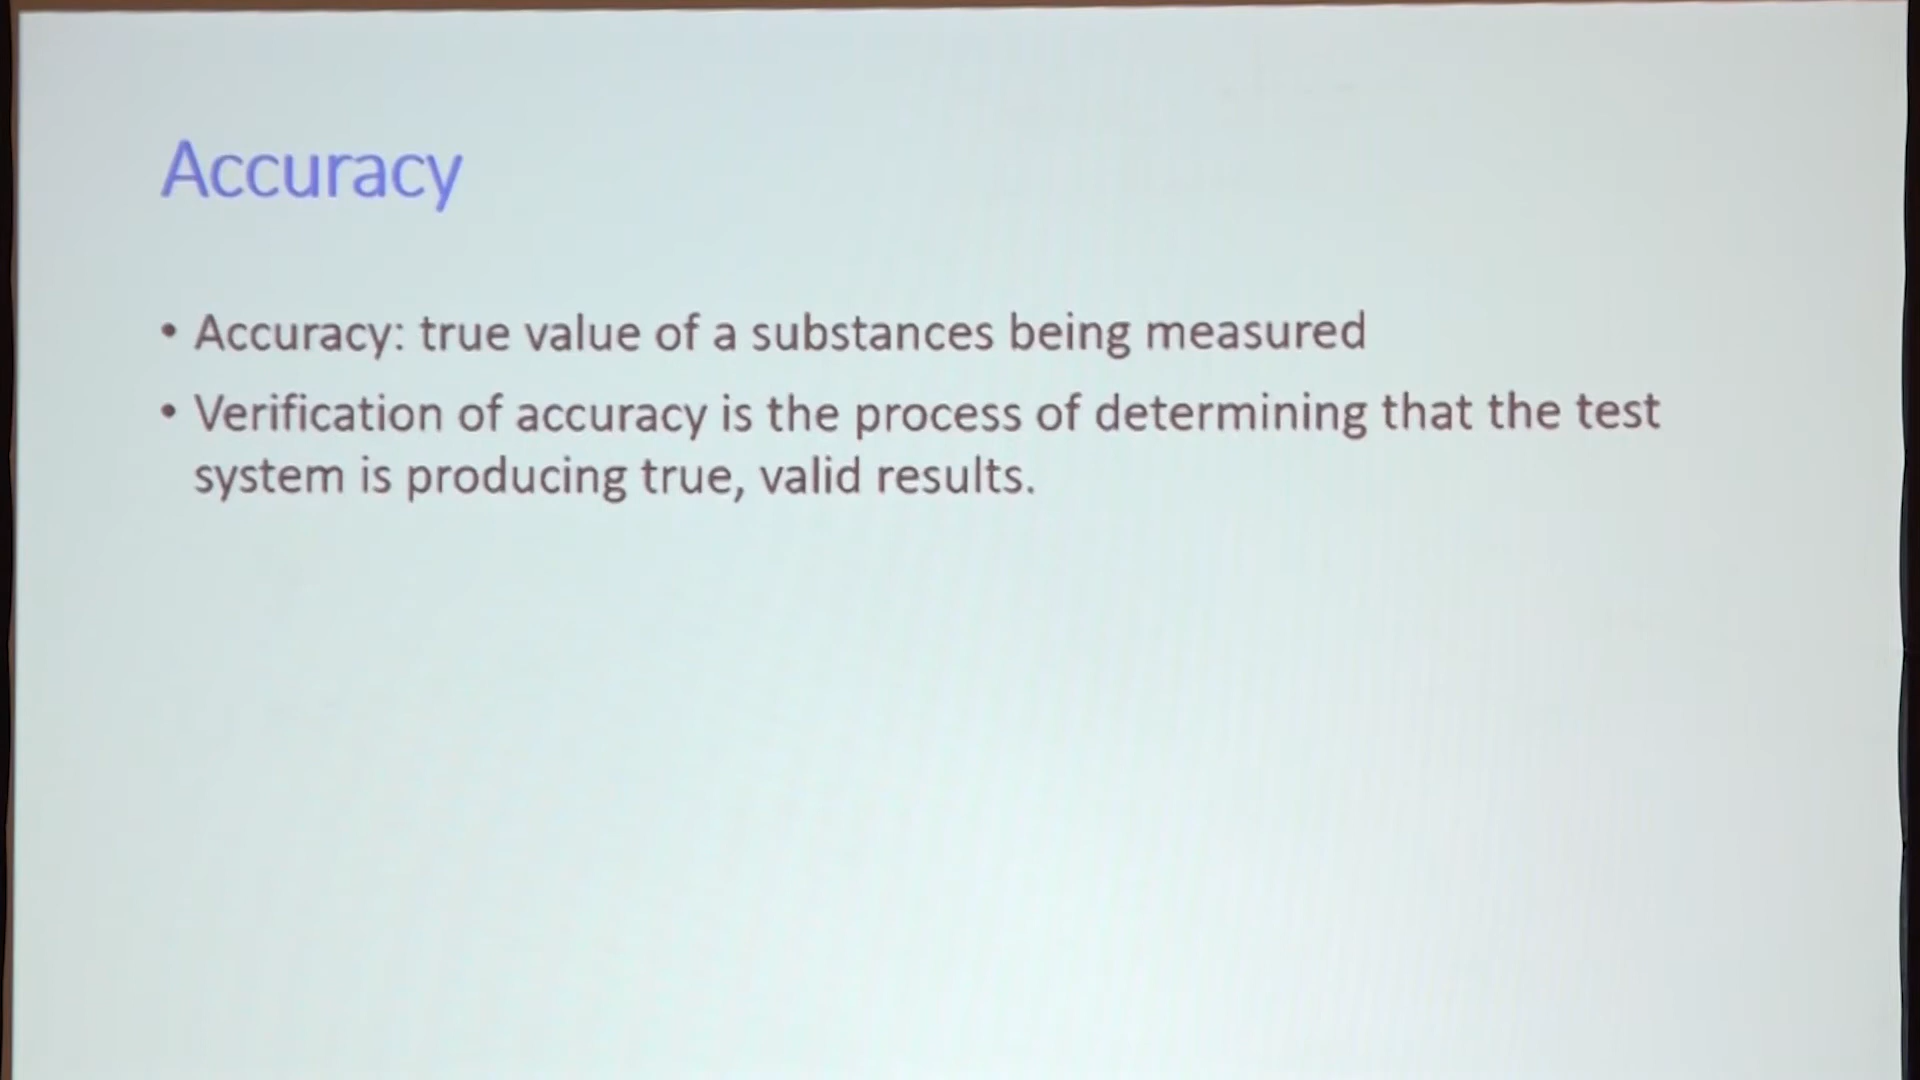 Accuracy
• Accuracy: true value of a substances being measured
• Verification of accuracy is the process of determining that the test
system is producing true, valid results.